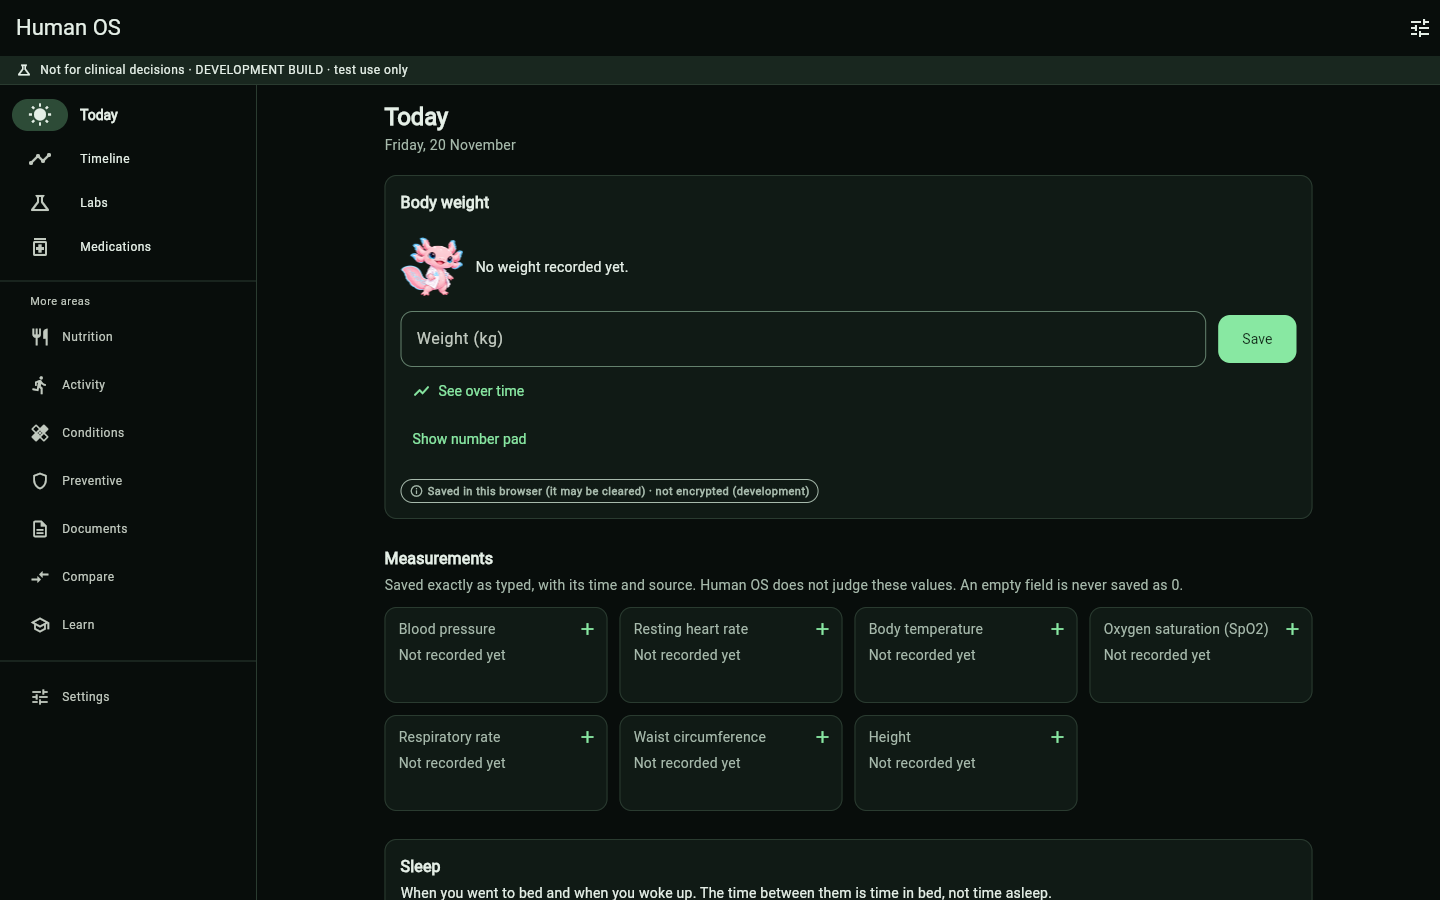 Human OS
Not for clinical decisions · DEVELOPMENT BUILD · test use only
Today
Timeline
Labs
Medications
More areas
Nutrition
Activity
Conditions
Preventive
Documents
Compare
Learn
Settings
Today
Friday, 20 November
Body weight
No weight recorded yet.
Weight (kg)
Save
See over time
Show number pad
Saved in this browser (it may be cleared) · not encrypted (development)
Measurements
Saved exactly as typed, with its time and source. Human OS does not judge these values. An empty field is never saved as 0.
Blood pressure
Not recorded yet
Resting heart rate
Not recorded yet
Body temperature
Not recorded yet
Oxygen saturation (SpO2)
Not recorded yet
Respiratory rate
Not recorded yet
Waist circumference
Not recorded yet
Height
Not recorded yet
Sleep
When you went to bed and when you woke up. The time between them is time in bed, not time asleep.